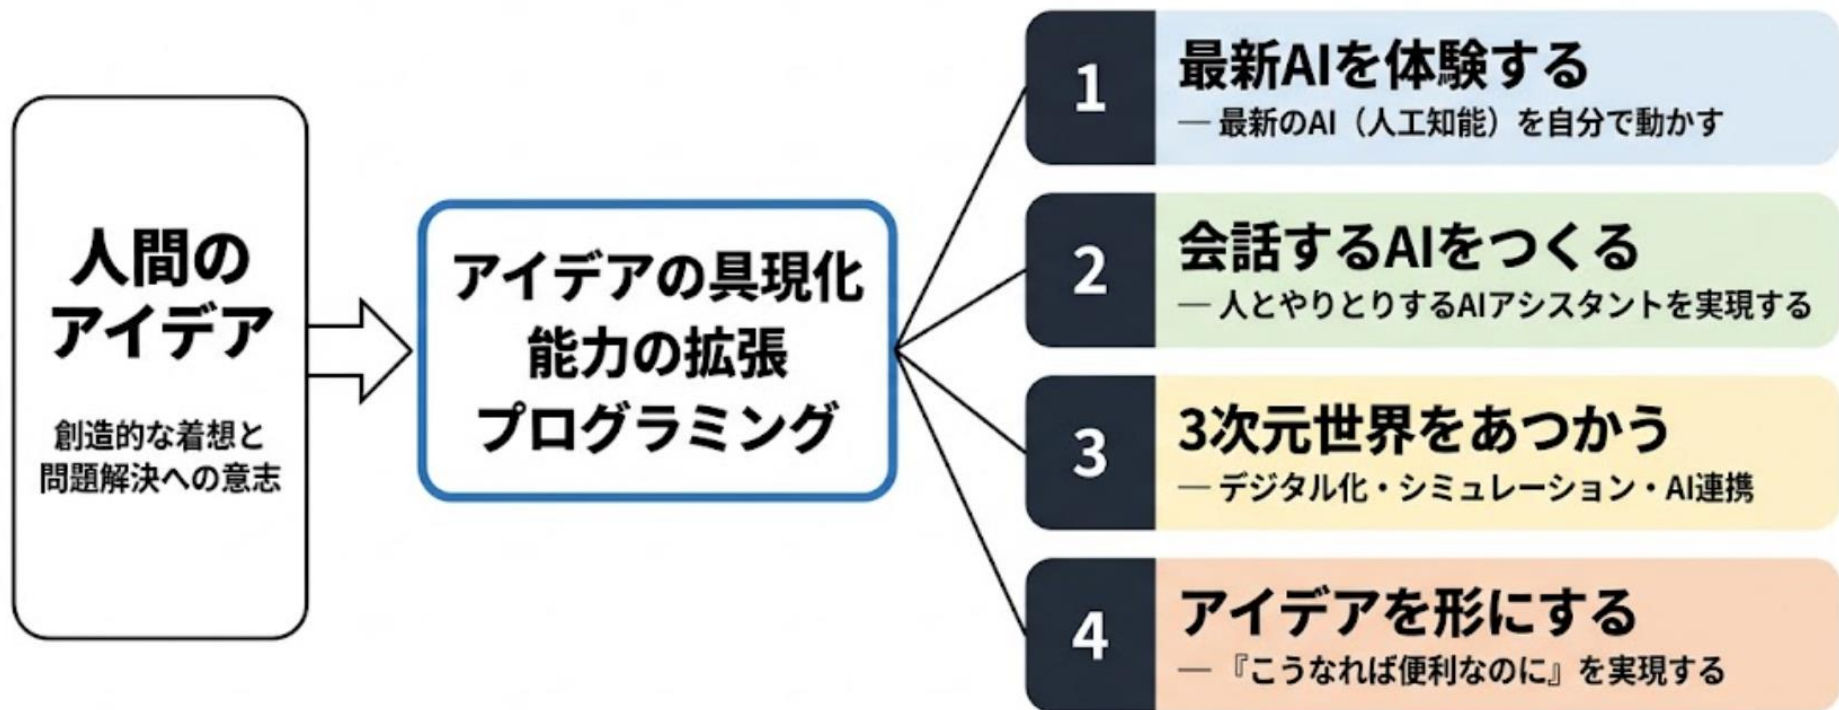 人間の
アイデア
創造的な着想と
問題解決への意志
アイデアの具現化
能力の拡張
プログラミング
1
最新AIを体験する
— 最新のAI（人工知能）を自分で動かす
2
会話するAIをつくる
— 人とやりとりするAIアシスタントを実現する
3
3次元世界をあつかう
— デジタル化・シミュレーション・AI連携
4
アイデアを形にする
— 『こうなれば便利なのに』を実現する